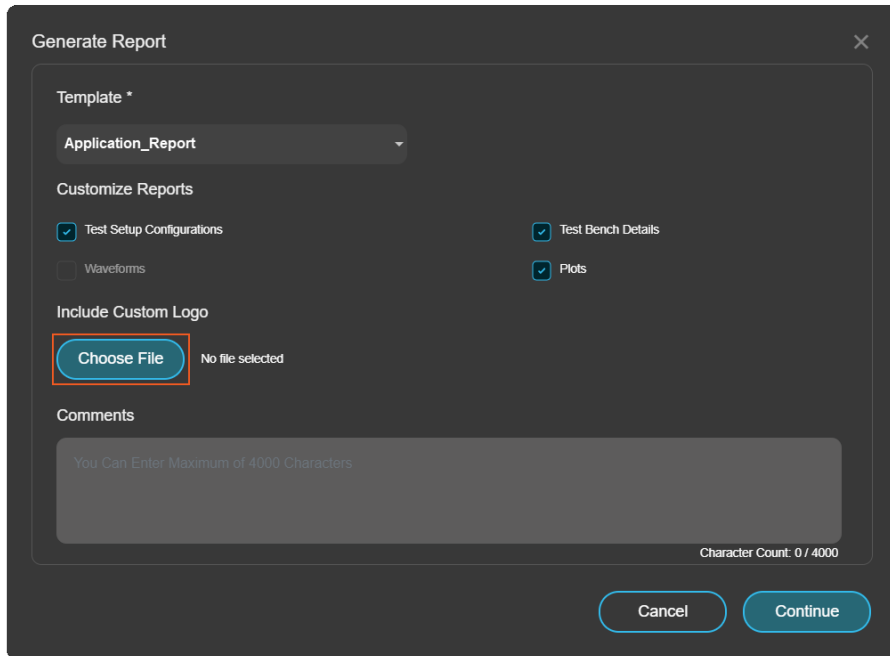 Generate Report
Template *
Application_Report
Customize Reports
Test Setup Configurations
Test Bench Details
Waveforms
Plots
Include Custom Logo
Choose File
No file selected
Comments
You Can Enter Maximum of 4000 Characters
Character Count: 0 / 4000
Cancel
Continue